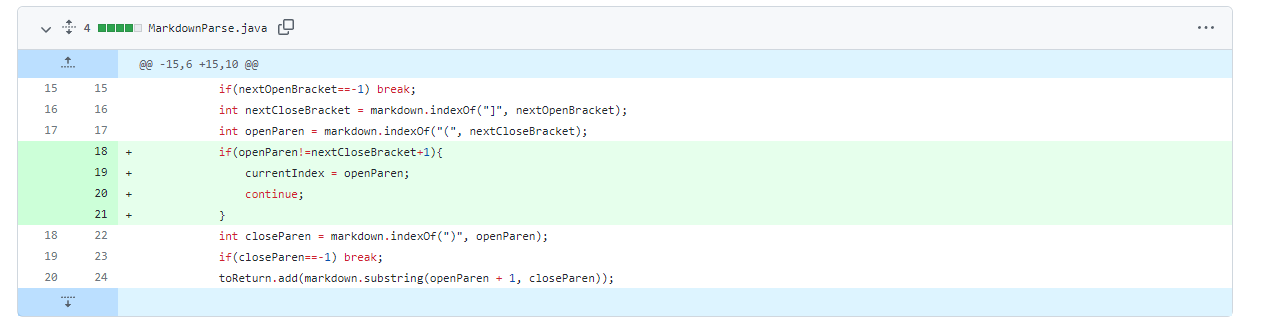 4 MarkdownParse.java
@@ -15,6 +15,10 @@
15 15 if(nextOpenBracket==-1) break;
16 16 int nextCloseBracket = markdown.indexOf("]", nextOpenBracket);
17 17 int openParen = markdown.indexOf("(", nextCloseBracket);
18 + if(openParen!=nextCloseBracket+1){
19 + currentIndex = openParen;
20 + continue;
21 + }
18 22 int closeParen = markdown.indexOf(")", openParen);
19 23 if(closeParen==-1) break;
20 24 toReturn.add(markdown.substring(openParen + 1, closeParen));